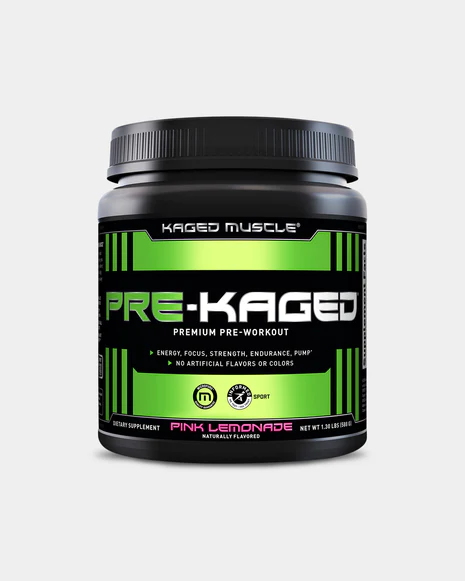 KAGED MUSCLE®
PRE-KAGED
PREMIUM PRE-WORKOUT
ENERGY, FOCUS, STRENGTH, ENDURANCE, PUMP*
NO ARTIFICIAL FLAVORS OR COLORS
SPORT
DIETARY SUPPLEMENT
PINK LEMONADE
NATURALLY FLAVORED
NET WT 1.30 LBS (588 G)